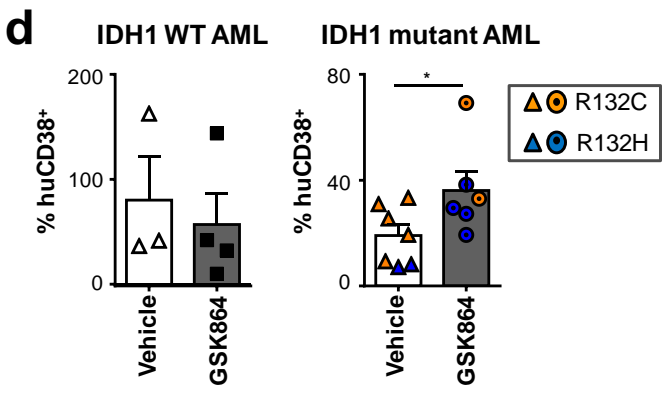 d
IDH1 WT AML
IDH1 mutant AML
% huCD38+
200
100
0
Vehicle
GSK864
% huCD38+
80
40
0
*
Vehicle
GSK864
R132C
R132H